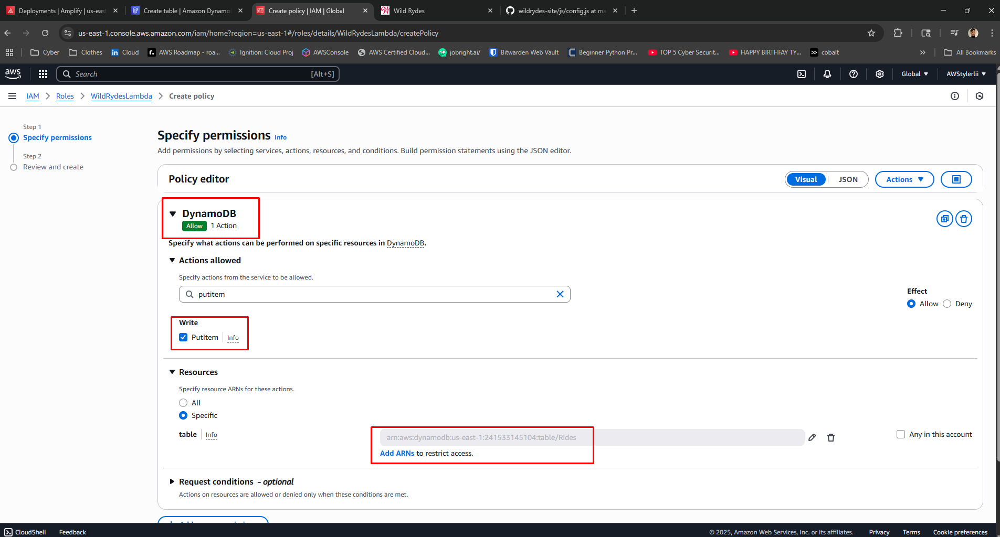 Deployments | Amplify | us-eas
Create table | Amazon Dynamo
Create policy | IAM | Global
Wild Rydes
wildrydes-site/js/config.js at ma
us-east-1.console.aws.amazon.com/iam/home?region=us-east-1#/roles/details/WildRydesLambda/createPolicy
Cyber
Clothes
Cloud
AWS Roadmap - roa...
Ignition: Cloud Proj
AWSConsole
AWS Certified Cloud...
jobright.ai/
Bitwarden Web Vault
Beginner Python Pr...
TOP 5 Cyber Securit...
HAPPY BIRTHFAY TY...
cobalt
All Bookmarks
aws
Search
[Alt+S]
Global
AWStylerlii
IAM
Roles
WildRydesLambda
Create policy
Step 1
Specify permissions
Step 2
Review and create
Specify permissions Info
Add permissions by selecting services, actions, resources, and conditions. Build permission statements using the JSON editor.
Policy editor
Visual
JSON
Actions
DynamoDB
Allow 1 Action
Specify what actions can be performed on specific resources in DynamoDB.
Actions allowed
Specify actions from the service to be allowed.
putitem
Effect
Allow
Deny
Write
PutItem
Info
Resources
Specify resource ARNs for these actions.
All
Specific
table
Info
arn:aws:dynamodb:us-east-1:241533145104:table/Rides
Any in this account
Add ARNs to restrict access.
Request conditions - optional
Actions on resources are allowed or denied only when these conditions are met.
CloudShell
Feedback
© 2025, Amazon Web Services, Inc. or its affiliates.
Privacy
Terms
Cookie preferences